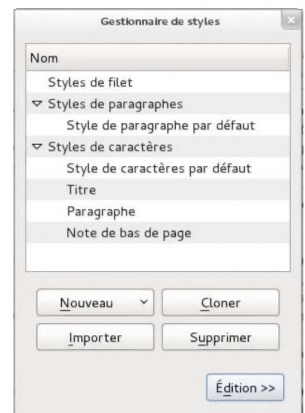 Gestionnaire de styles
Nom
Styles de filet
Styles de paragraphes
Style de paragraphe par défaut
Styles de caractères
Style de caractères par défaut
Titre
Paragraphe
Note de bas de page
Nouveau
Cloner
Importer
Supprimer
Édition >>